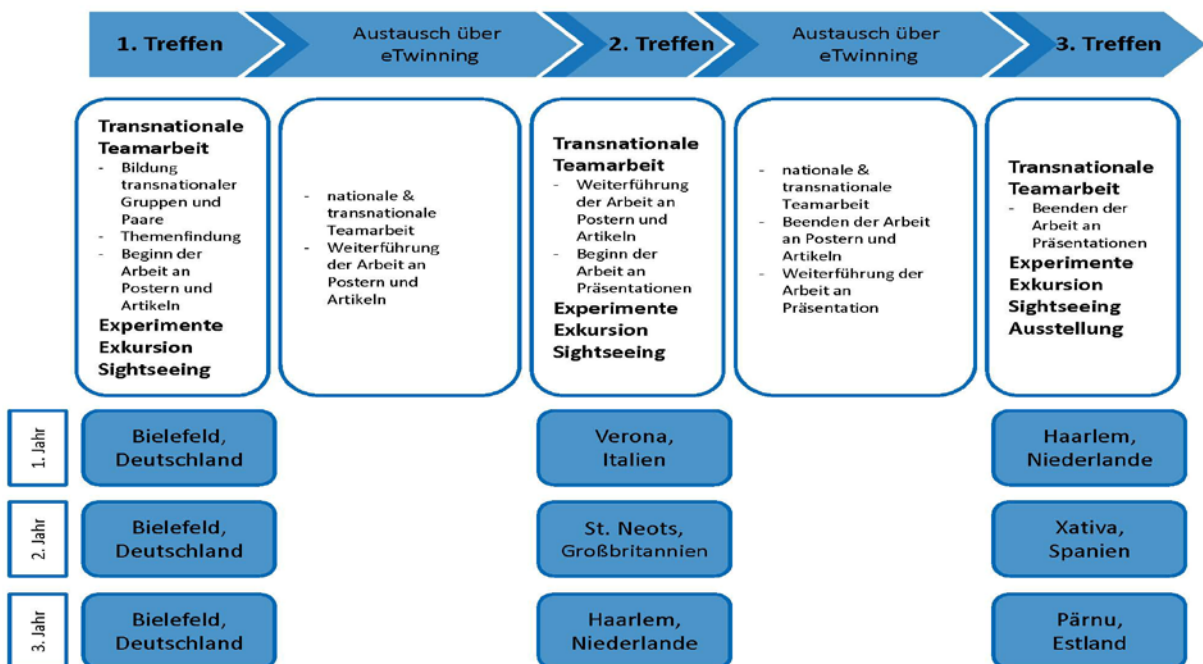 1. Treffen
Austausch über
eTwinning
2. Treffen
Austausch über
eTwinning
3. Treffen
Transnationale
Teamarbeit
- Bildung
transnationaler
Gruppen und
Paare
- Themenfindung
- Beginn der
Arbeit an
Postern und
Artikeln
Experimente
Exkursion
Sightseeing
- nationale &
transnationale
Teamarbeit
- Weiterführung
der Arbeit an
Postern und
Artikeln
Transnationale
Teamarbeit
- Weiterführung
der Arbeit an
Postern und
Artikeln
- Beginn der
Arbeit an
Präsentationen
Experimente
Exkursion
Sightseeing
- nationale &
transnationale
Teamarbeit
- Beenden der Arbeit
an Postern und
Artikeln
- Weiterführung der
Arbeit an
Präsentation
Transnationale
Teamarbeit
- Beenden der
Arbeit an
Präsentationen
Experimente
Exkursion
Sightseeing
Ausstellung
1. Jahr
Bielefeld,
Deutschland
Verona,
Italien
Haarlem,
Niederlande
2. Jahr
Bielefeld,
Deutschland
St. Neots,
Großbritannien
Xativa,
Spanien
3. Jahr
Bielefeld,
Deutschland
Haarlem,
Niederlande
Pärnu,
Estland